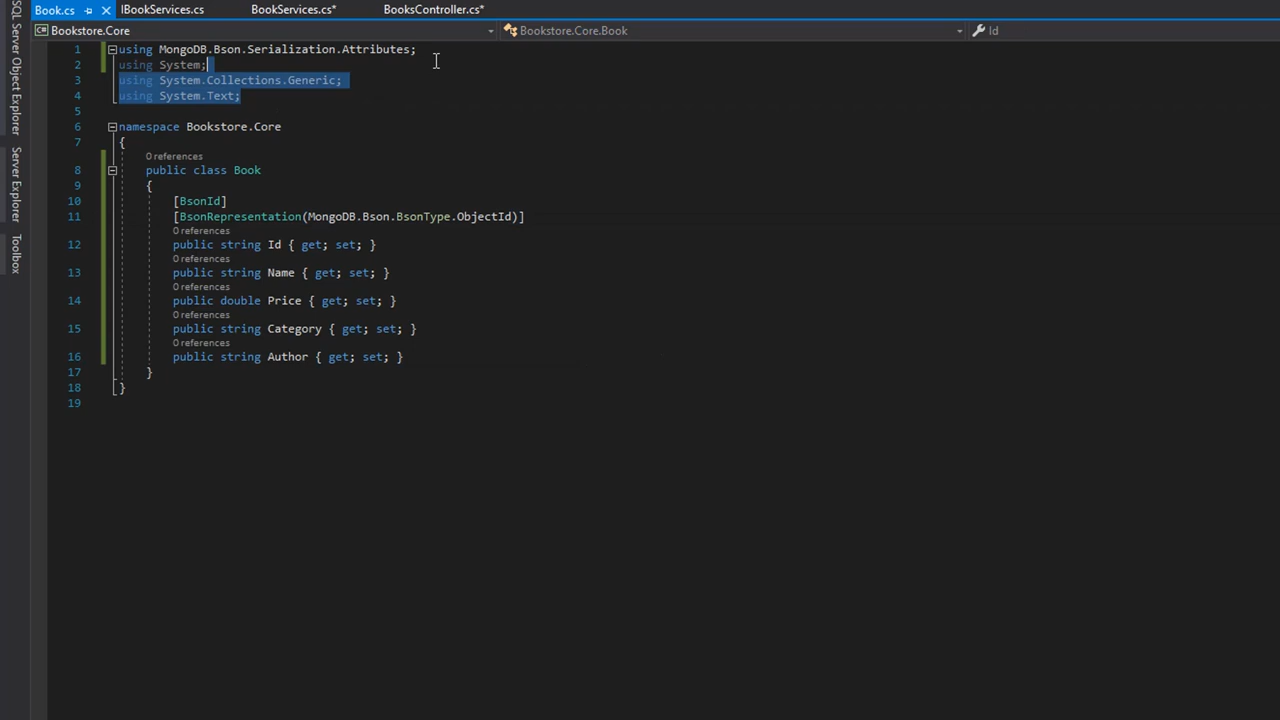 Book.cs
IBookServices.cs
BookServices.cs*
BooksController.cs*
SQL Server Object Explorer
Server Explorer
Toolbox
Bookstore.Core
Bookstore.Core.Book
Id
1 using MongoDB.Bson.Serialization.Attributes;
2 using System;
3 using System.Collections.Generic;
4 using System.Text;
5
6 namespace Bookstore.Core
7 {
0 references
8 public class Book
9 {
10 [BsonId]
11 [BsonRepresentation(MongoDB.Bson.BsonType.ObjectId)]
0 references
12 public string Id { get; set; }
0 references
13 public string Name { get; set; }
0 references
14 public double Price { get; set; }
0 references
15 public string Category { get; set; }
0 references
16 public string Author { get; set; }
17 }
18 }
19